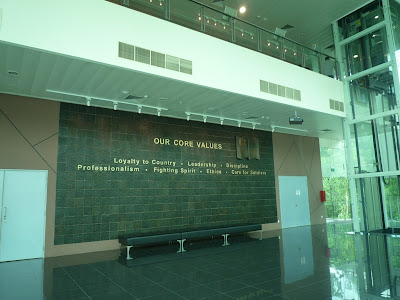 OUR CORE VALUES
Loyalty to Country • Leadership • Discipline
Professionalism • Fighting Spirit • Ethics • Care for Soldiers